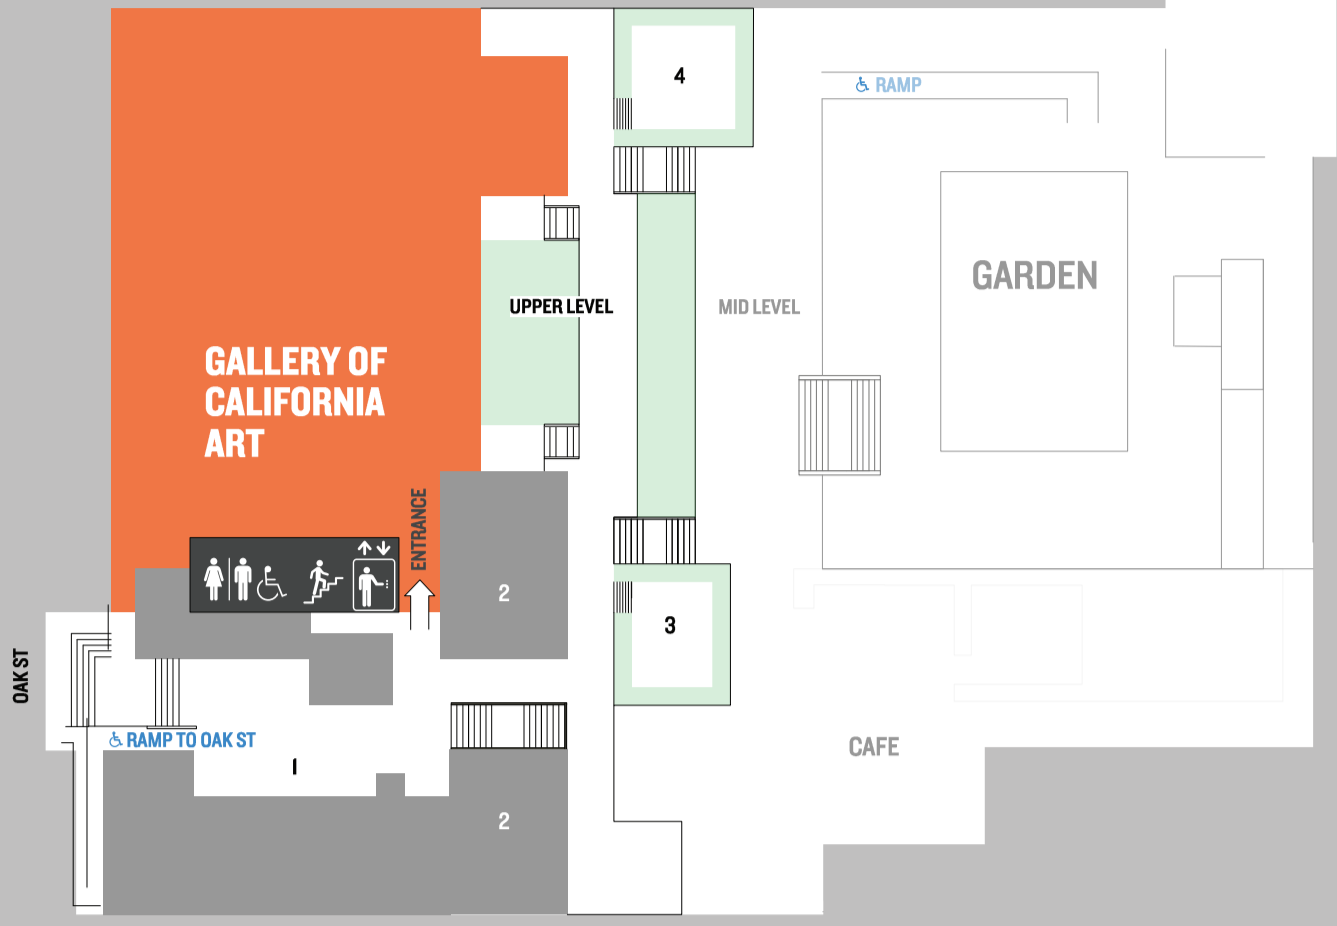 4
RAMP
GARDEN
UPPER LEVEL
MID LEVEL
GALLERY OF
CALIFORNIA
ART
ENTRANCE
2
3
OAK ST
RAMP TO OAK ST
1
CAFE
2